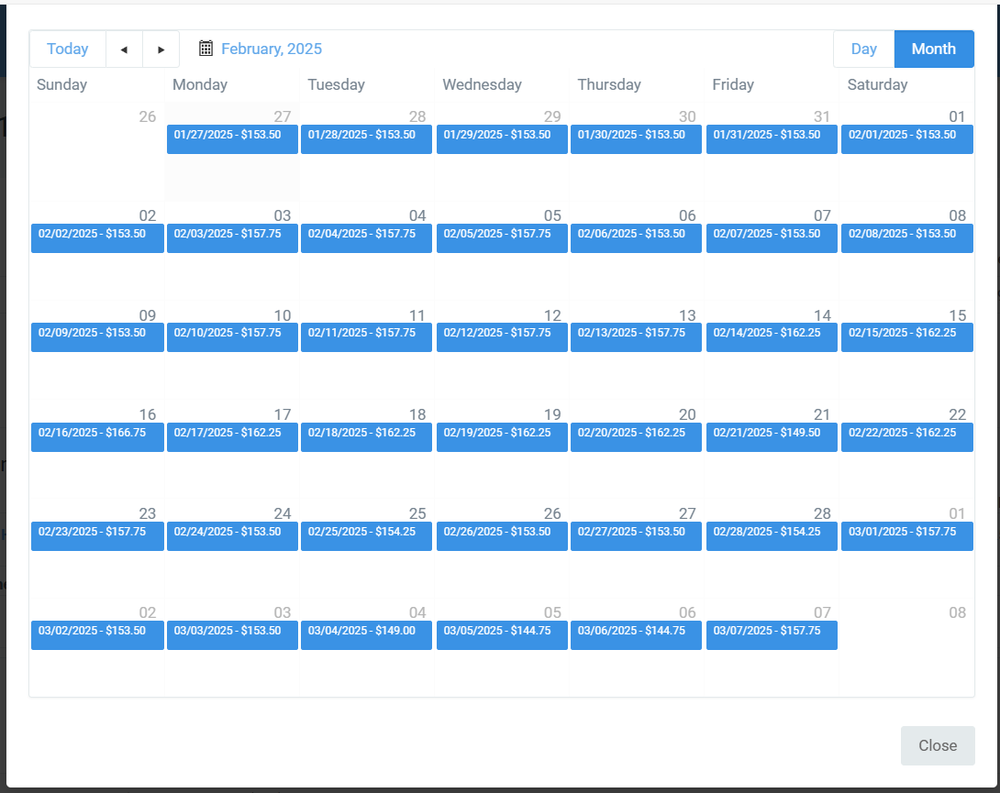 Today ◂ ▸ February, 2025 Day Month
Sunday Monday Tuesday Wednesday Thursday Friday Saturday
26 27 28 29 30 31 01
01/27/2025 - $153.50 01/28/2025 - $153.50 01/29/2025 - $153.50 01/30/2025 - $153.50 01/31/2025 - $153.50 02/01/2025 - $153.50
02 03 04 05 06 07 08
02/02/2025 - $153.50 02/03/2025 - $157.75 02/04/2025 - $157.75 02/05/2025 - $157.75 02/06/2025 - $153.50 02/07/2025 - $153.50 02/08/2025 - $153.50
09 10 11 12 13 14 15
02/09/2025 - $153.50 02/10/2025 - $157.75 02/11/2025 - $157.75 02/12/2025 - $157.75 02/13/2025 - $157.75 02/14/2025 - $162.25 02/15/2025 - $162.25
16 17 18 19 20 21 22
02/16/2025 - $166.75 02/17/2025 - $162.25 02/18/2025 - $162.25 02/19/2025 - $162.25 02/20/2025 - $162.25 02/21/2025 - $149.50 02/22/2025 - $162.25
23 24 25 26 27 28 01
02/23/2025 - $157.75 02/24/2025 - $153.50 02/25/2025 - $154.25 02/26/2025 - $153.50 02/27/2025 - $153.50 02/28/2025 - $154.25 03/01/2025 - $157.75
02 03 04 05 06 07 08
03/02/2025 - $153.50 03/03/2025 - $153.50 03/04/2025 - $149.00 03/05/2025 - $144.75 03/06/2025 - $144.75 03/07/2025 - $157.75
Close